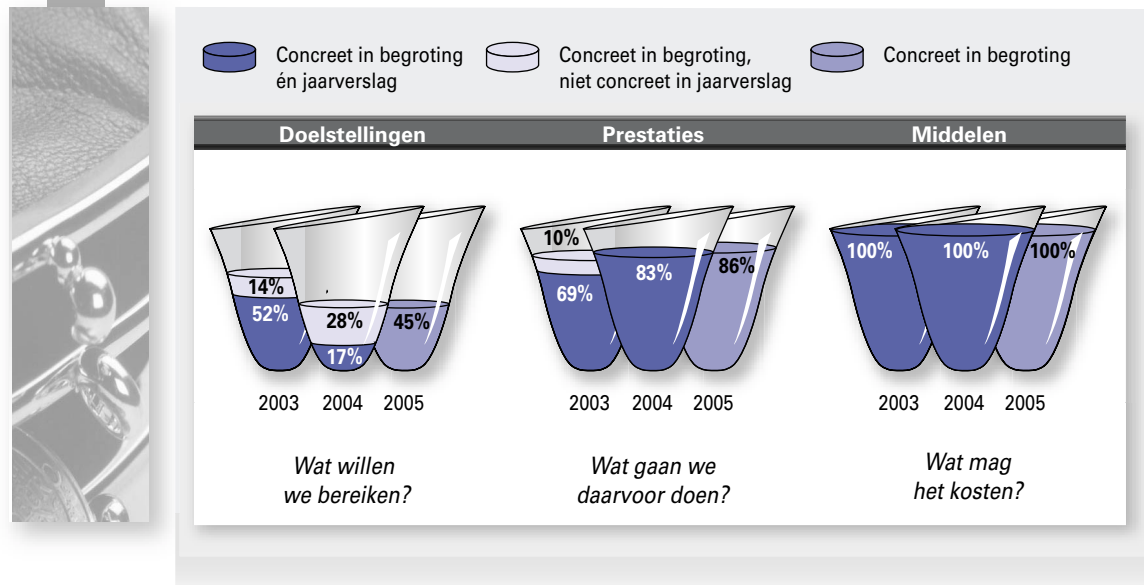 Concreet in begroting
én jaarverslag
Concreet in begroting,
niet concreet in jaarverslag
Concreet in begroting
Doelstellingen
Prestaties
Middelen
14%
52%
28%
17%
45%
2003 2004 2005
10%
69%
83%
86%
2003 2004 2005
100%
100%
100%
2003 2004 2005
Wat willen
we bereiken?
Wat gaan we
daarvoor doen?
Wat mag
het kosten?